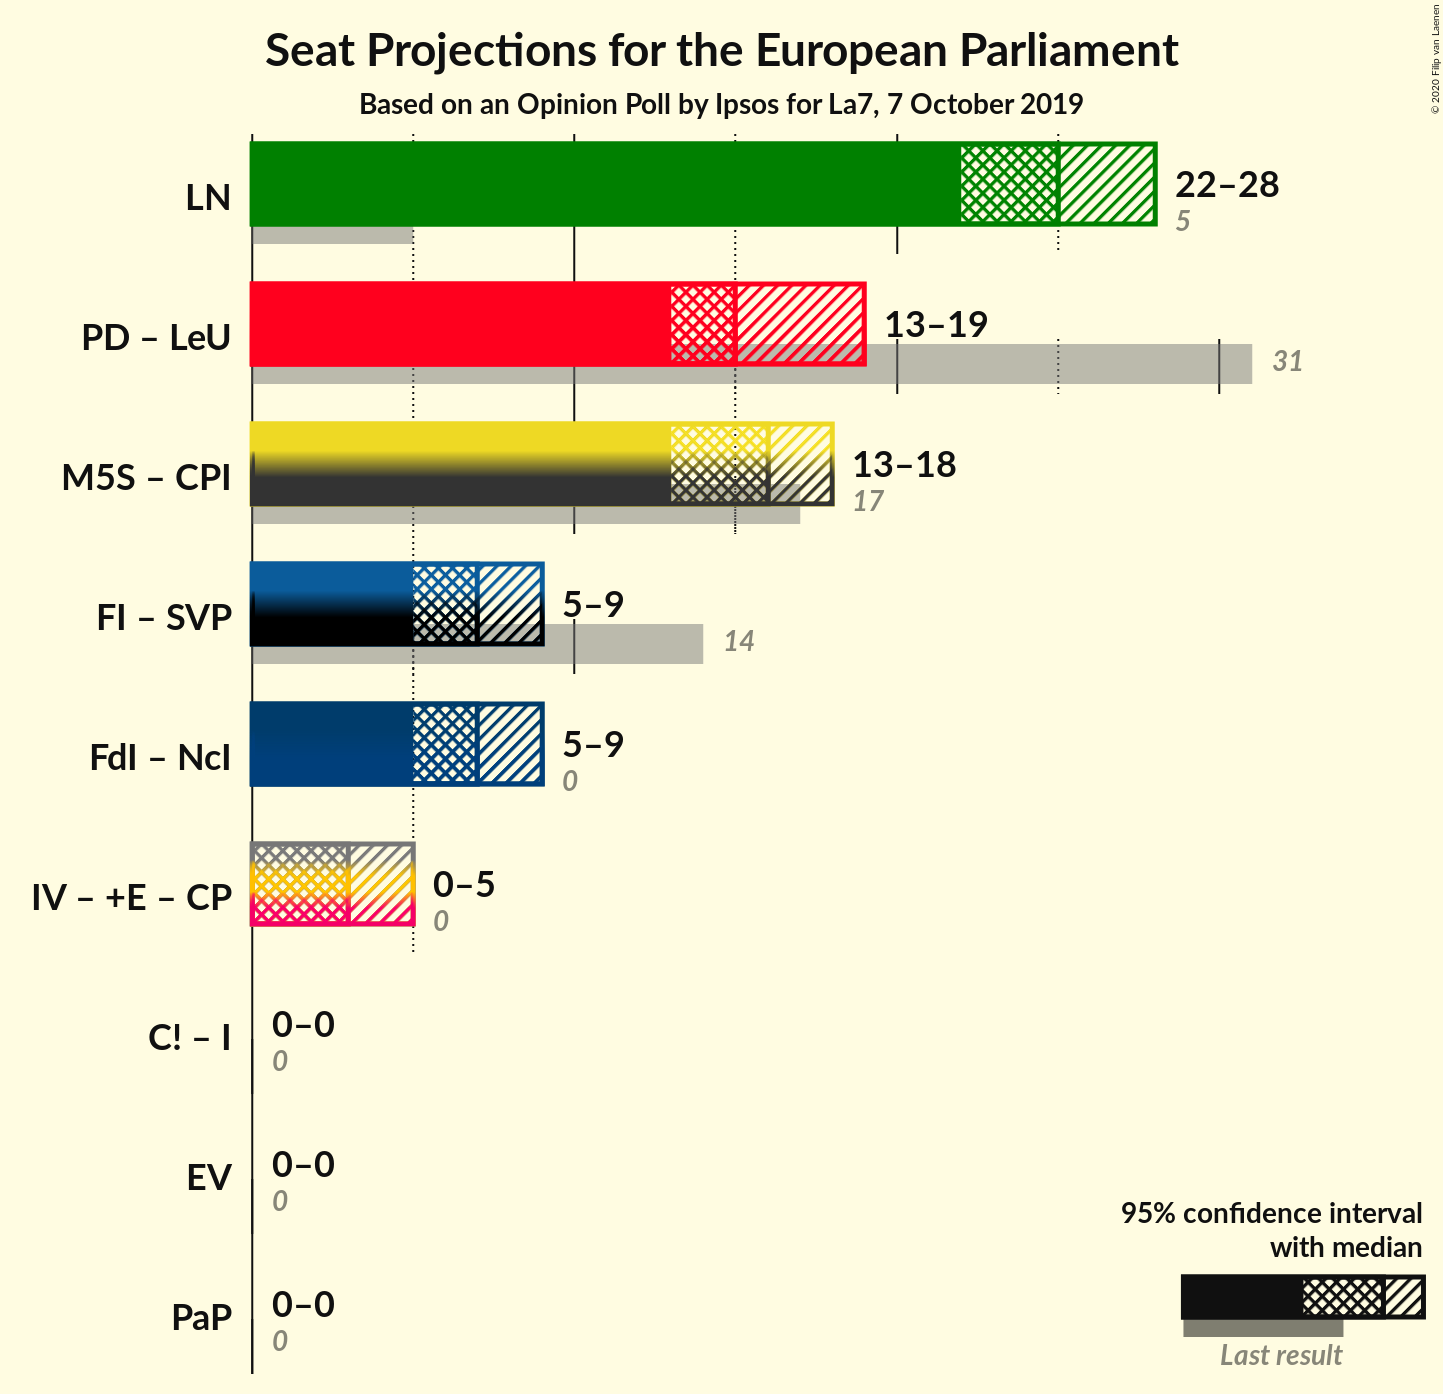 Seat Projections for the European Parliament
Based on an Opinion Poll by Ipsos for La7, 7 October 2019
© 2020 Filip van Laenen
LN
22–28
5
PD – LeU
13–19
31
M5S – CPI
13–18
17
FI – SVP
5–9
14
FdI – NcI
5–9
0
IV – +E – CP
0–5
0
C! – I
0–0
0
EV
0–0
0
PaP
0–0
0
95% confidence interval
with median
Last result